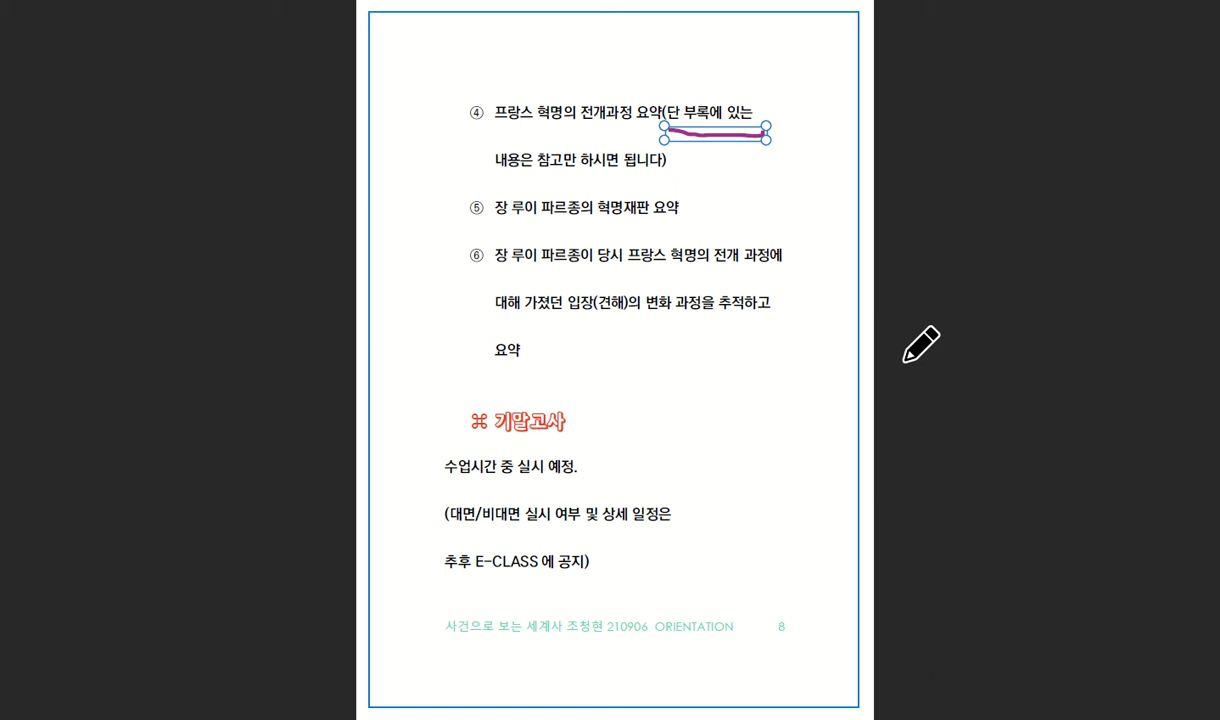 ④ 프랑스 혁명의 전개과정 요약(단 부록에 있는
내용은 참고만 하시면 됩니다)
⑤ 장 루이 파르종의 혁명재판 요약
⑥ 장 루이 파르종이 당시 프랑스 혁명의 전개 과정에
대해 가졌던 입장(견해)의 변화 과정을 추적하고
요약
⌘ 기말고사
수업시간 중 실시 예정.
(대면/비대면 실시 여부 및 상세 일정은
추후 E-CLASS에 공지)
사건으로 보는 세계사 조청현 210906 ORIENTATION 8